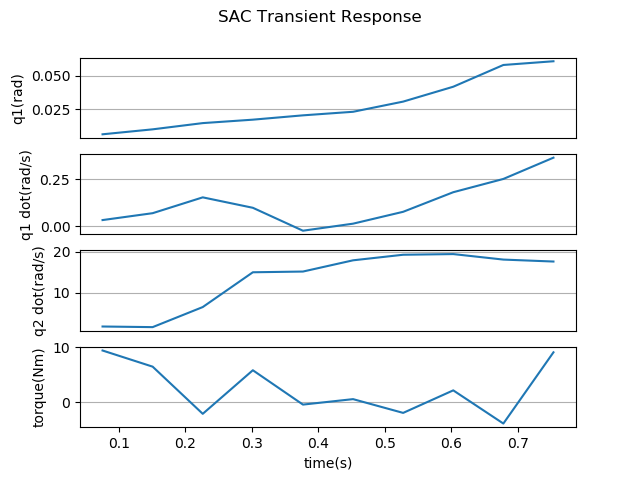 SAC Transient Response
q1(rad)
0.050
0.025
q1 dot(rad/s)
0.25
0.00
q2 dot(rad/s)
20
10
torque(Nm)
10
0
0.1 0.2 0.3 0.4 0.5 0.6 0.7
time(s)